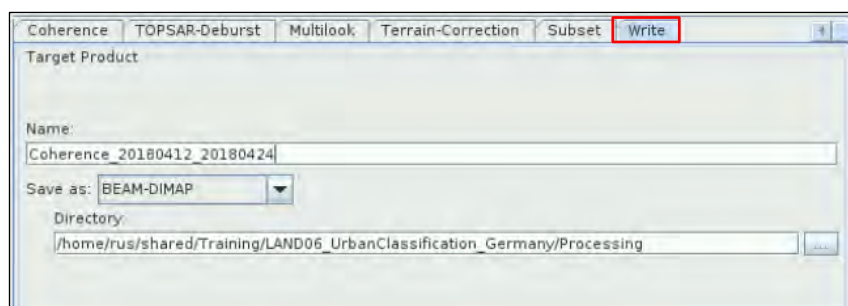 Coherence TOPSAR-Deburst Multilook Terrain-Correction Subset Write
Target Product
Name:
Coherence_20180412_20180424
Save as: BEAM-DIMAP
Directory:
/home/rus/shared/Training/LAND06_UrbanClassification_Germany/Processing
...